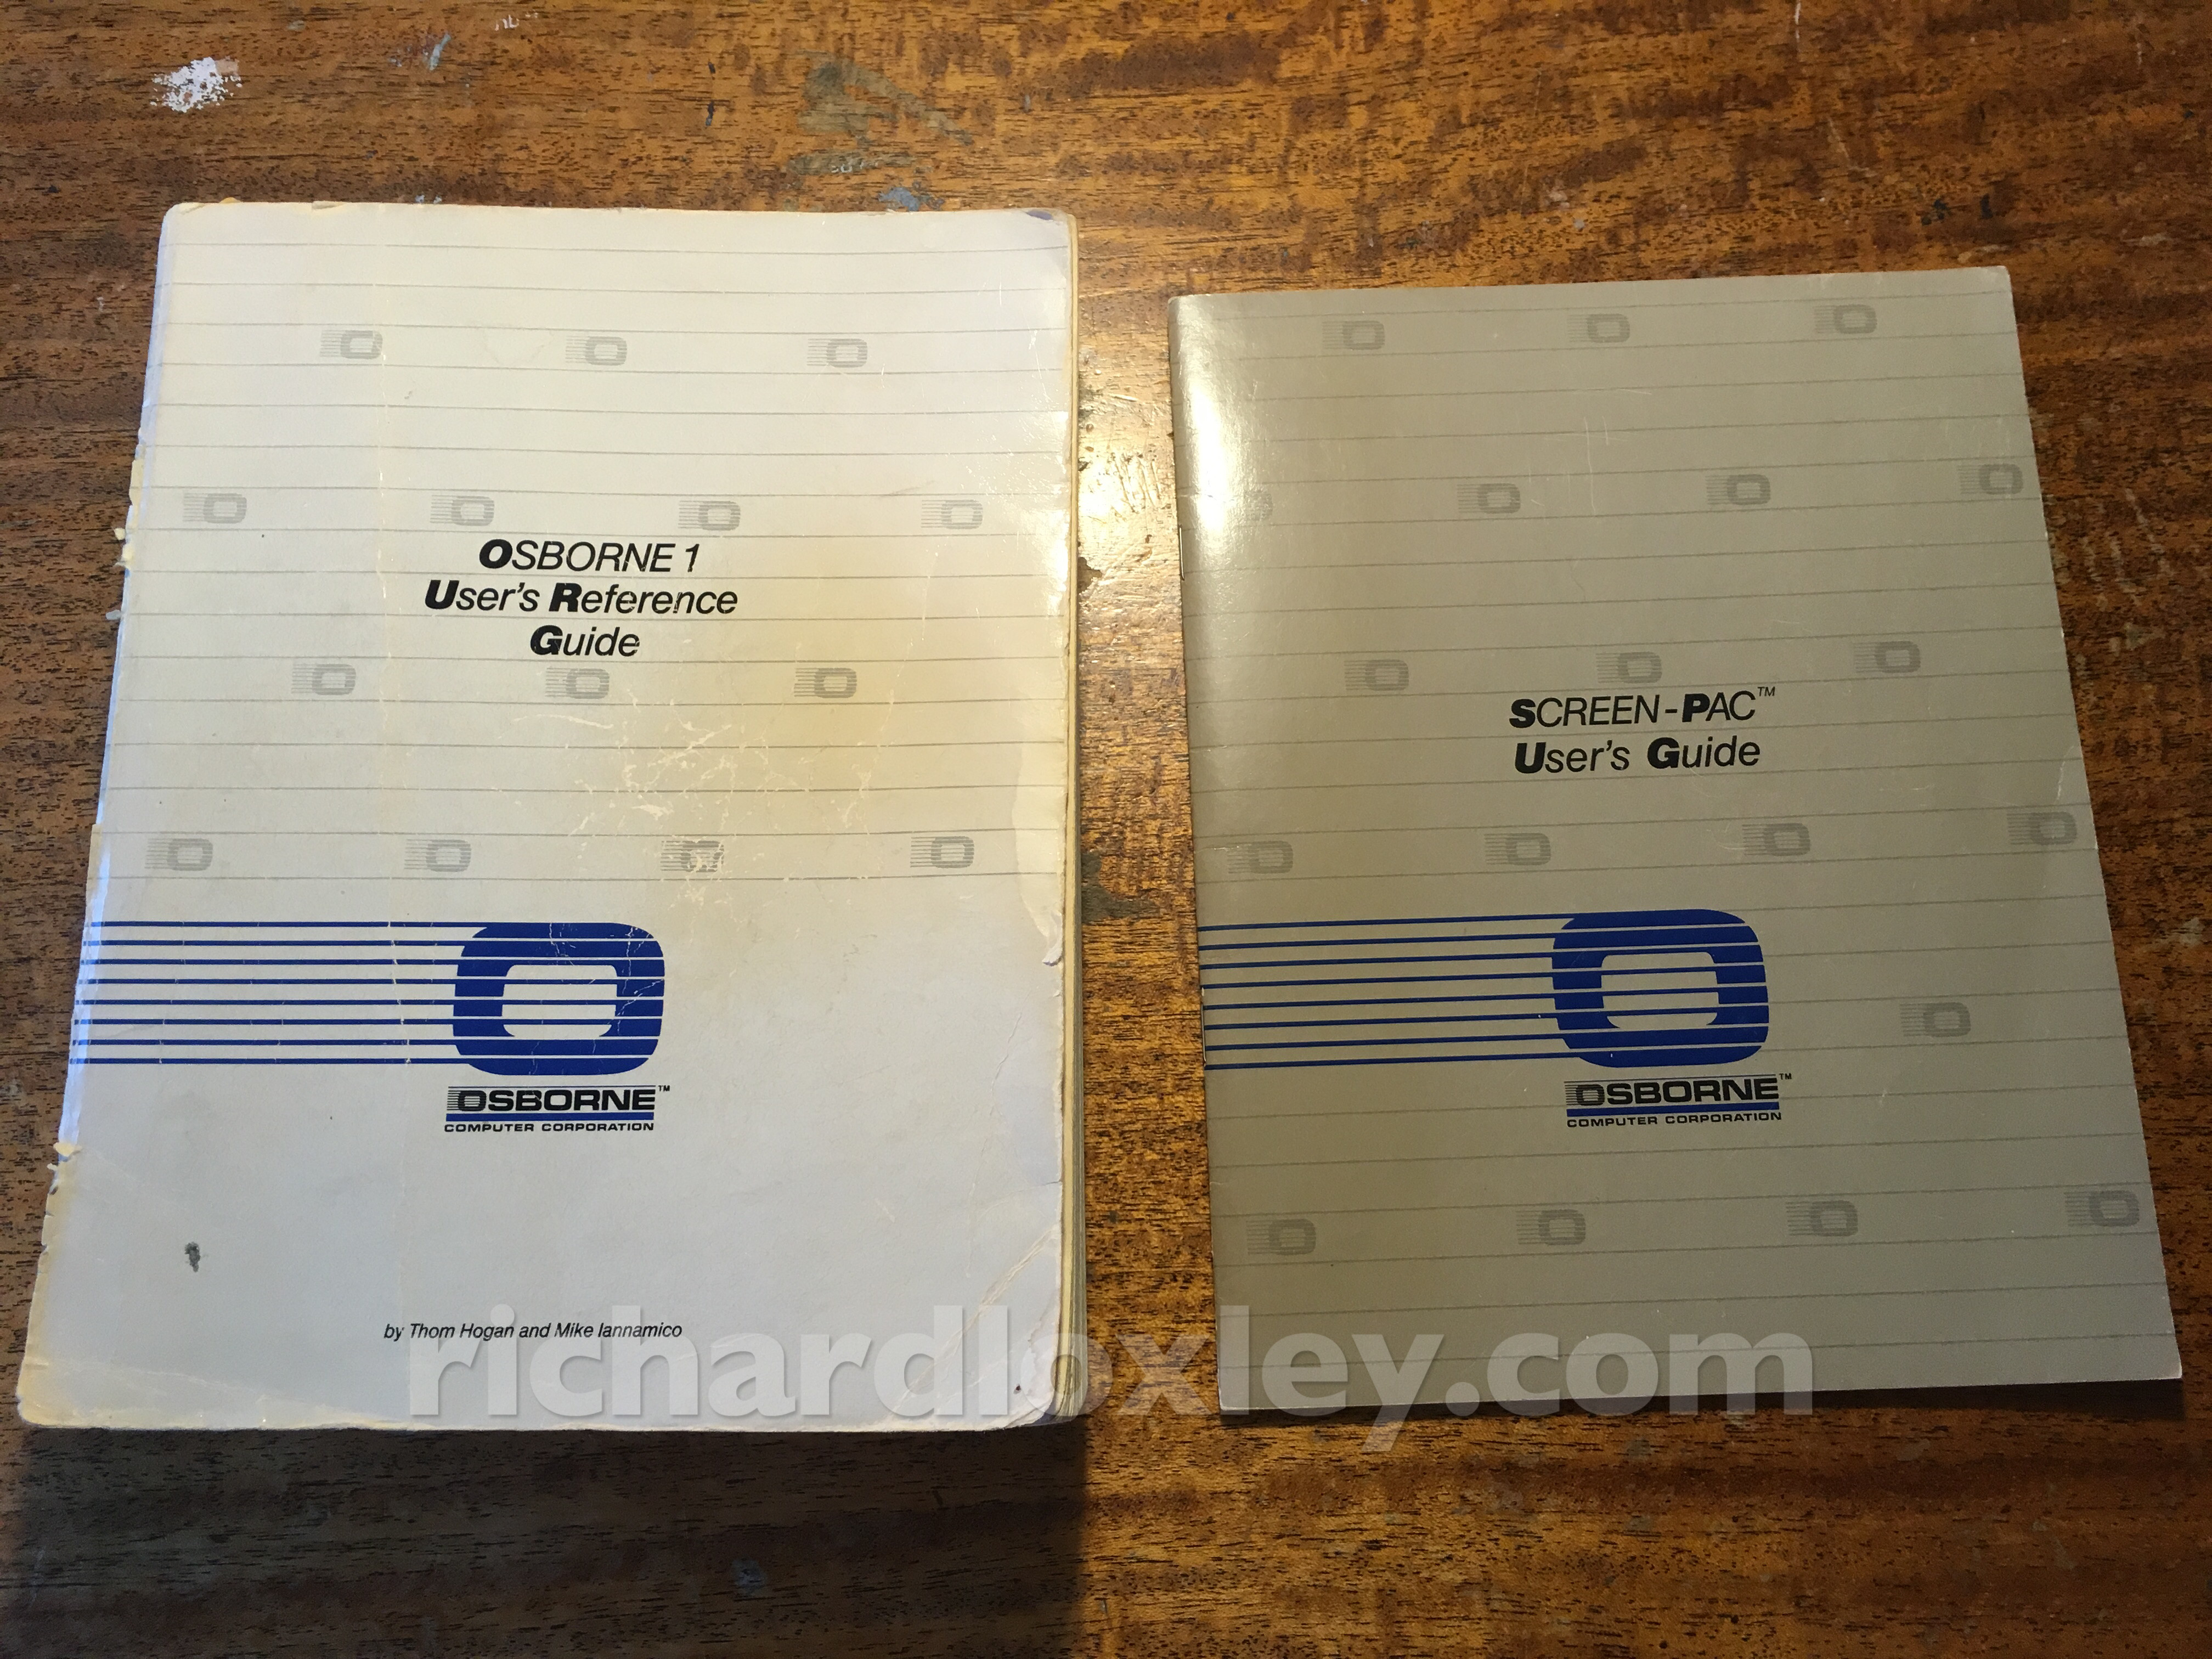 OSBORNE 1
User's Reference
Guide
OSBORNE™
COMPUTER CORPORATION
by Thom Hogan and Mike Iannamico
SCREEN-PAC™
User's Guide
OSBORNE™
COMPUTER CORPORATION
richardloxley.com